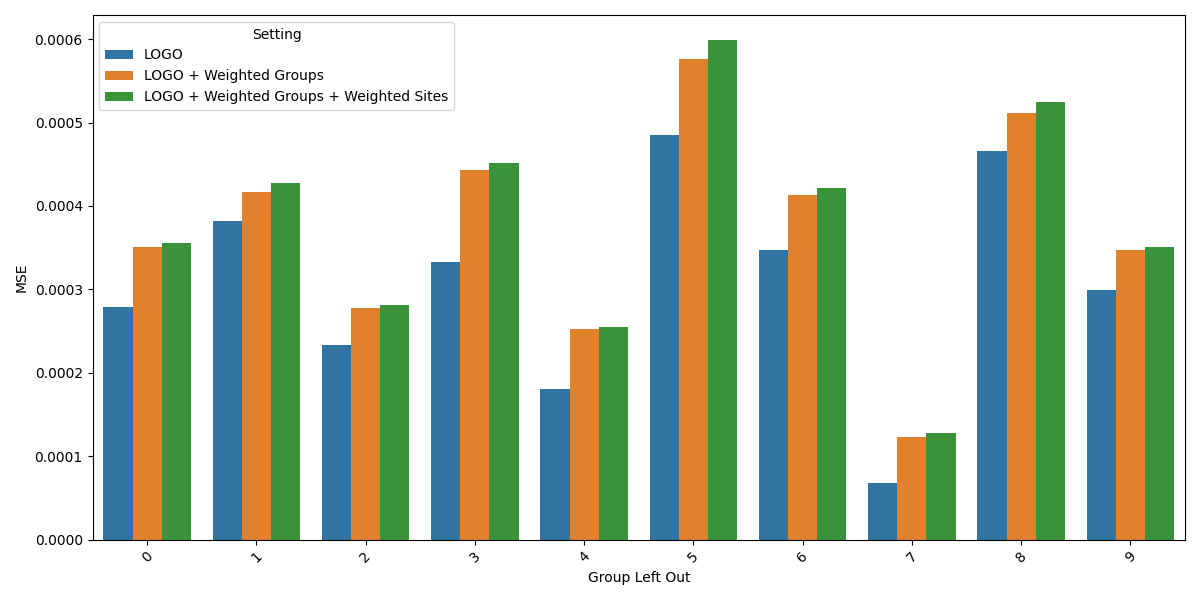 Setting
LOGO
LOGO + Weighted Groups
LOGO + Weighted Groups + Weighted Sites
MSE
0.0006
0.0005
0.0004
0.0003
0.0002
0.0001
0.0000
0 1 2 3 4 5 6 7 8 9
Group Left Out